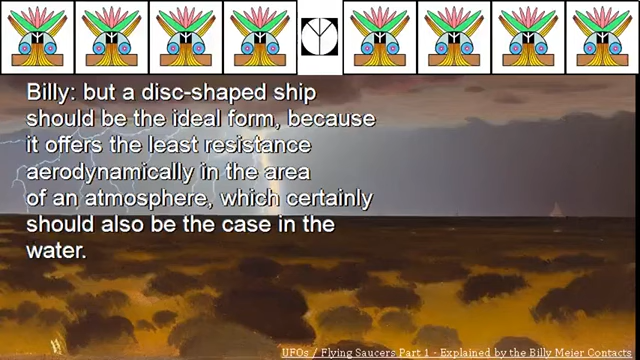 Billy: but a disc-shaped ship
should be the ideal form, because
it offers the least resistance
aerodynamically in the area
of an atmosphere, which certainly
should also be the case in the
water.
UFOs / Flying Saucers Part 1 - Explained by the Billy Meier Contacts